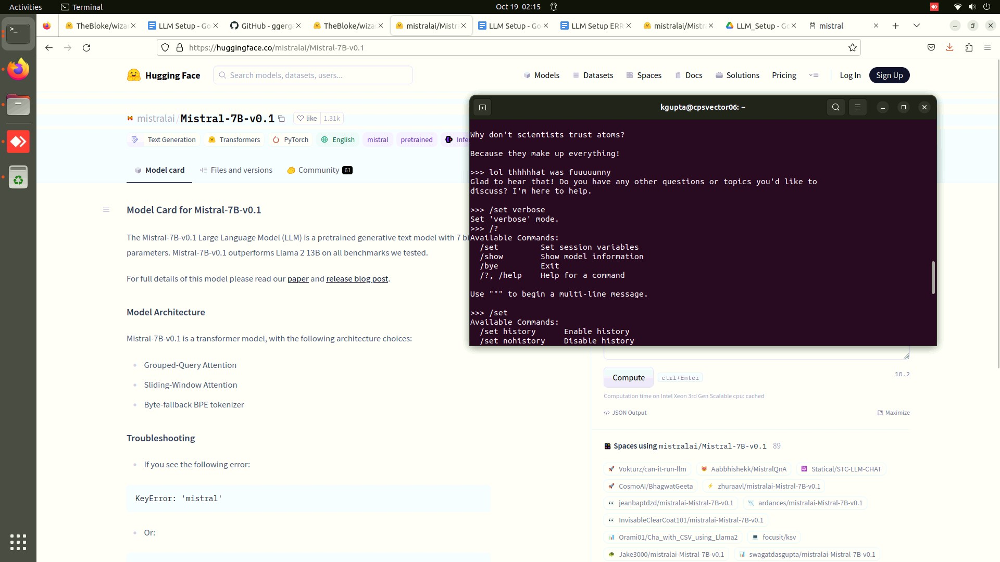 Activities
Terminal
Oct 19 02:15
TheBloke/wiza
LLM Setup - Go
GitHub - ggerga
TheBloke/wiza
mistralai/Mistr
LLM Setup - Go
LLM Setup ERR
mistralai/Mistr
LLM_Setup - Go
mistral
https://huggingface.co/mistralai/Mistral-7B-v0.1
Hugging Face
Search models, datasets, users...
Models
Datasets
Spaces
Docs
Solutions
Pricing
Log In
Sign Up
mistralai/Mistral-7B-v0.1
like 1.31k
Text Generation
Transformers
PyTorch
English
mistral
pretrained
Infe
Model card
Files and versions
Community 61
Model Card for Mistral-7B-v0.1
The Mistral-7B-v0.1 Large Language Model (LLM) is a pretrained generative text model with 7 bi
parameters. Mistral-7B-v0.1 outperforms Llama 2 13B on all benchmarks we tested.
For full details of this model please read our paper and release blog post.
Model Architecture
Mistral-7B-v0.1 is a transformer model, with the following architecture choices:
Grouped-Query Attention
Sliding-Window Attention
Byte-fallback BPE tokenizer
Troubleshooting
If you see the following error:
KeyError: 'mistral'
Or:
kgupta@cpsvector06: ~
Why don't scientists trust atoms?
Because they make up everything!
>>> lol thhhhhat was fuuuuunny
Glad to hear that! Do you have any other questions or topics you'd like to
discuss? I'm here to help.
>>> /set verbose
Set 'verbose' mode.
>>> /?
Available Commands:
/set Set session variables
/show Show model information
/bye Exit
/?, /help Help for a command
Use """ to begin a multi-line message.
>>> /set
Available Commands:
/set history Enable history
/set nohistory Disable history
Compute
ctrl+Enter
10.2
Computation time on Intel Xeon 3rd Gen Scalable cpu: cached
</> JSON Output
Maximize
Spaces using mistralai/Mistral-7B-v0.1 89
Vokturz/can-it-run-llm
Aabbhishekk/MistralQnA
Statical/STC-LLM-CHAT
CosmoAI/BhagwatGeeta
zhuraavl/mistralai-Mistral-7B-v0.1
jeanbaptdzd/mistralai-Mistral-7B-v0.1
ardances/mistralai-Mistral-7B-v0.1
InvisableClearCoat101/mistralai-Mistral-7B-v0.1
Orami01/Cha_with_CSV_using_Llama2
focusit/ksv
Jake3000/mistralai-Mistral-7B-v0.1
swagatdasgupta/mistralai-Mistral-7B-v0.1